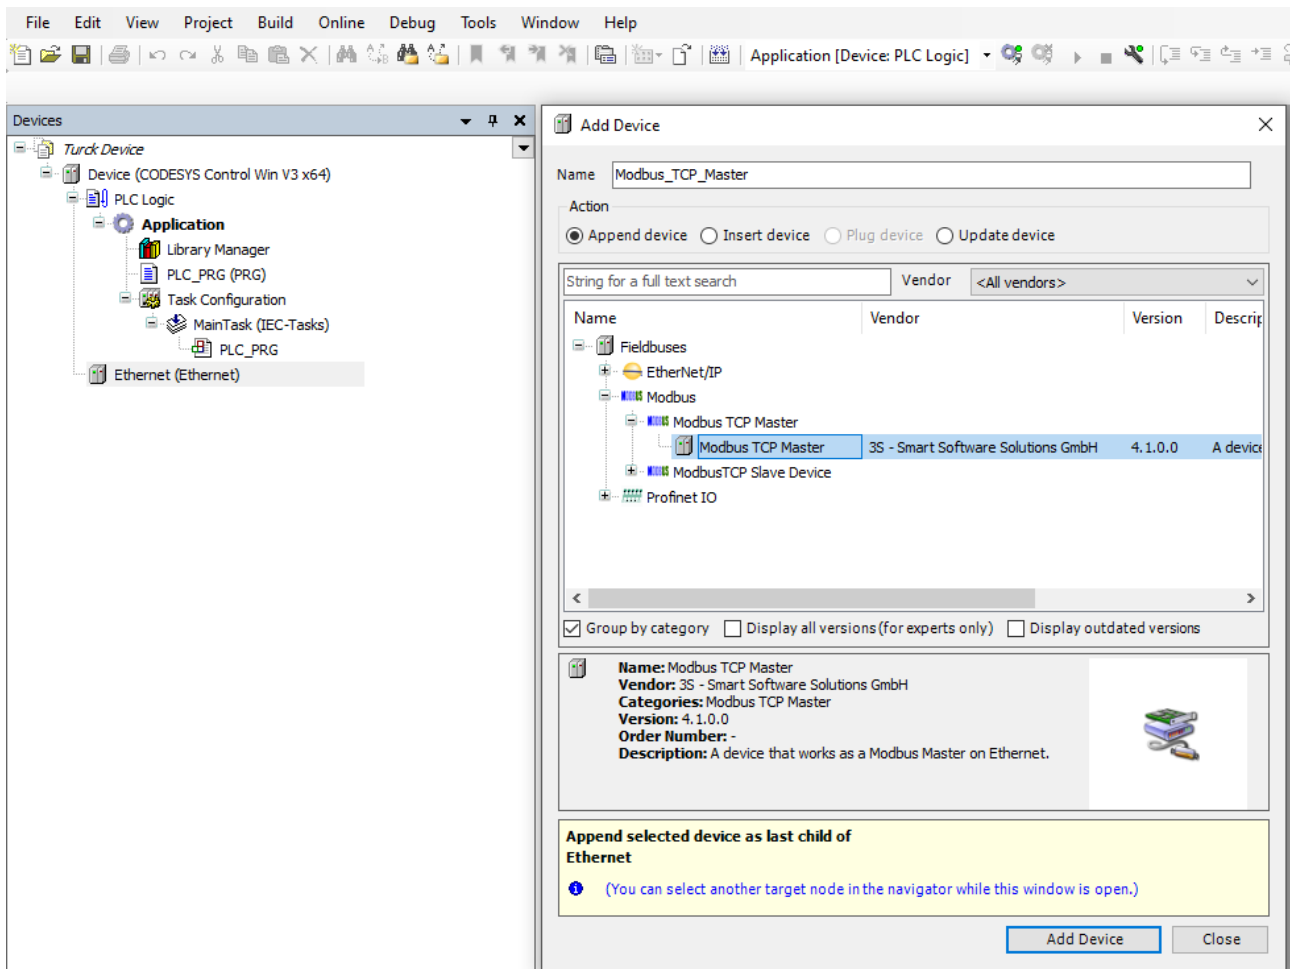 File Edit View Project Build Online Debug Tools Window Help
Application [Device: PLC Logic]
Devices
Turck Device
Device (CODESYS Control Win V3 x64)
PLC Logic
Application
Library Manager
PLC_PRG (PRG)
Task Configuration
MainTask (IEC-Tasks)
PLC_PRG
Ethernet (Ethernet)
Add Device
Name Modbus_TCP_Master
Action
Append device Insert device Plug device Update device
String for a full text search Vendor <All vendors>
Name Vendor Version Descrip
Fieldbuses
EtherNet/IP
Modbus
Modbus TCP Master
Modbus TCP Master 3S - Smart Software Solutions GmbH 4.1.0.0 A device
ModbusTCP Slave Device
Profinet IO
Group by category Display all versions (for experts only) Display outdated versions
Name: Modbus TCP Master
Vendor: 3S - Smart Software Solutions GmbH
Categories: Modbus TCP Master
Version: 4.1.0.0
Order Number: -
Description: A device that works as a Modbus Master on Ethernet.
Append selected device as last child of
Ethernet
(You can select another target node in the navigator while this window is open.)
Add Device Close